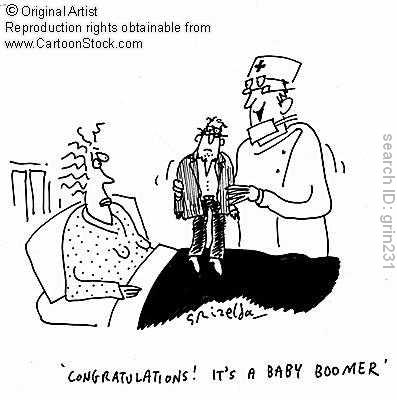 © Original Artist
Reproduction rights obtainable from
www.CartoonStock.com
search ID: grin231
Grizelda
'CONGRATULATIONS! IT'S A BABY BOOMER'